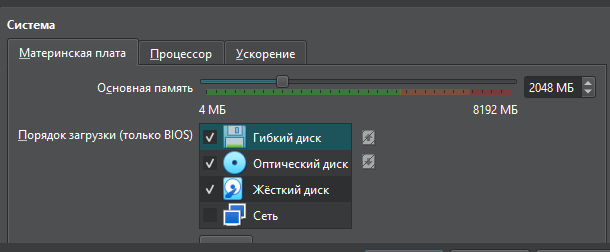 Система
Материнская плата Процессор Ускорение
Основная память 2048 МБ
4 МБ 8192 МБ
Порядок загрузки (только BIOS) Гибкий диск
Оптический диск
Жёсткий диск
Сеть